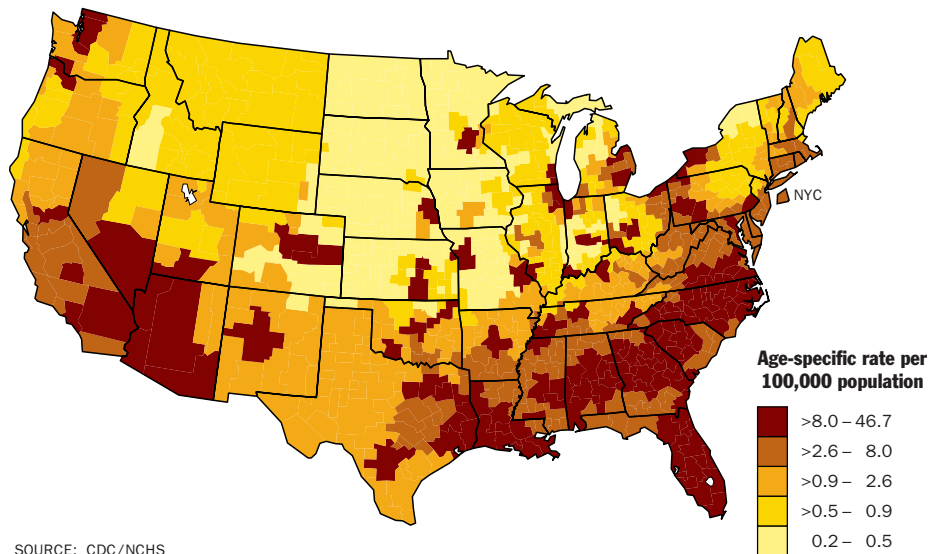 NYC
Age-specific rate per
100,000 population
>8.0 – 46.7
>2.6 – 8.0
>0.9 – 2.6
>0.5 – 0.9
0.2 – 0.5
SOURCE: CDC/NCHS